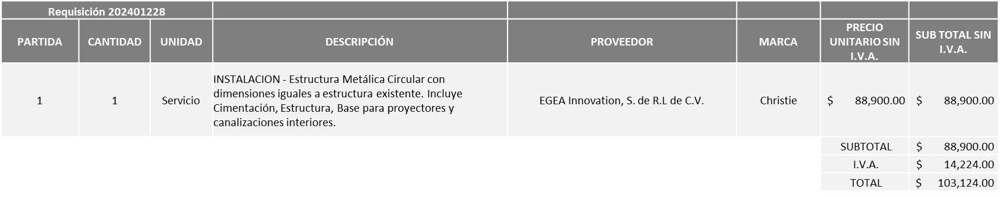 Requisición 202401228
PARTIDA CANTIDAD UNIDAD DESCRIPCIÓN PROVEEDOR MARCA PRECIO UNITARIO SIN I.V.A. SUB TOTAL SIN I.V.A.
1 1 Servicio
INSTALACION - Estructura Metálica Circular con
dimensiones iguales a estructura existente. Incluye
Cimentación, Estructura, Base para proyectores y
canalizaciones interiores.
EGEA Innovation, S. de R.L de C.V. Christie $ 88,900.00 $ 88,900.00
SUBTOTAL $ 88,900.00
I.V.A. $ 14,224.00
TOTAL $ 103,124.00